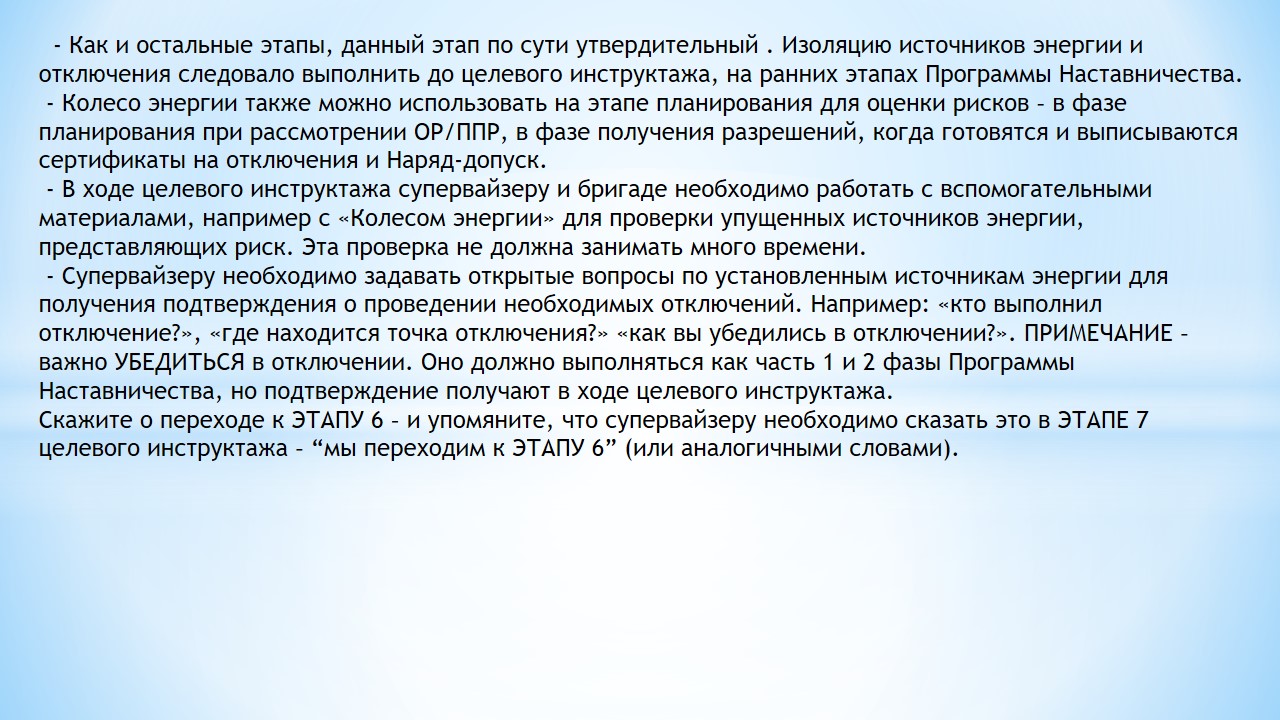 - Как и остальные этапы, данный этап по сути утвердительный . Изоляцию источников энергии и
отключения следовало выполнить до целевого инструктажа, на ранних этапах Программы Наставничества.
- Колесо энергии также можно использовать на этапе планирования для оценки рисков – в фазе
планирования при рассмотрении ОР/ППР, в фазе получения разрешений, когда готовятся и выписываются
сертификаты на отключения и Наряд-допуск.
- В ходе целевого инструктажа супервайзеру и бригаде необходимо работать с вспомогательными
материалами, например с «Колесом энергии» для проверки упущенных источников энергии,
представляющих риск. Эта проверка не должна занимать много времени.
- Супервайзеру необходимо задавать открытые вопросы по установленным источникам энергии для
получения подтверждения о проведении необходимых отключений. Например: «кто выполнил
отключение?», «где находится точка отключения?» «как вы убедились в отключении?». ПРИМЕЧАНИЕ –
важно УБЕДИТЬСЯ в отключении. Оно должно выполняться как часть 1 и 2 фазы Программы
Наставничества, но подтверждение получают в ходе целевого инструктажа.
Скажите о переходе к ЭТАПУ 6 – и упомяните, что супервайзеру необходимо сказать это в ЭТАПЕ 7
целевого инструктажа – “мы переходим к ЭТАПУ 6” (или аналогичными словами).